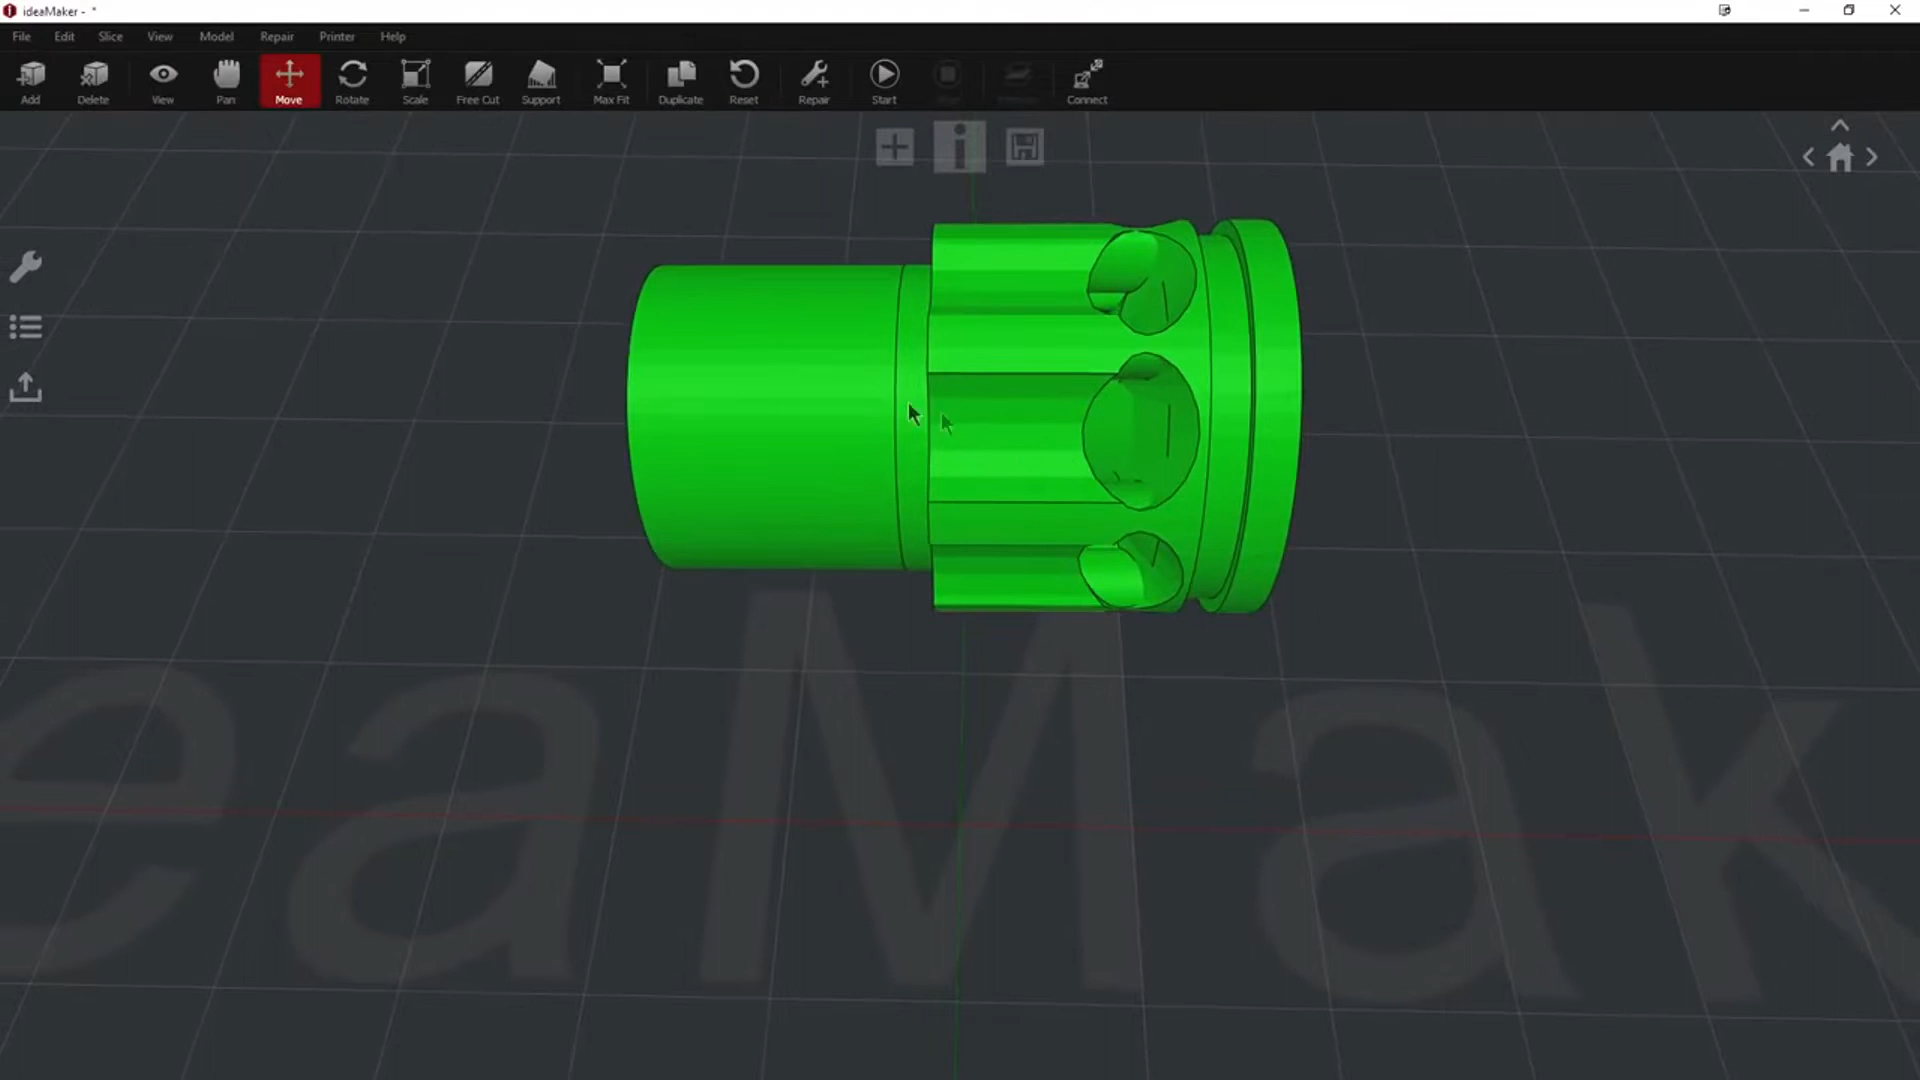 ideaMaker - *
File Edit Slice View Model Repair Printer Help
Add Delete View Pan Move Rotate Scale Free Cut Support Max Fit Duplicate Reset Repair Start Connect
eaMak